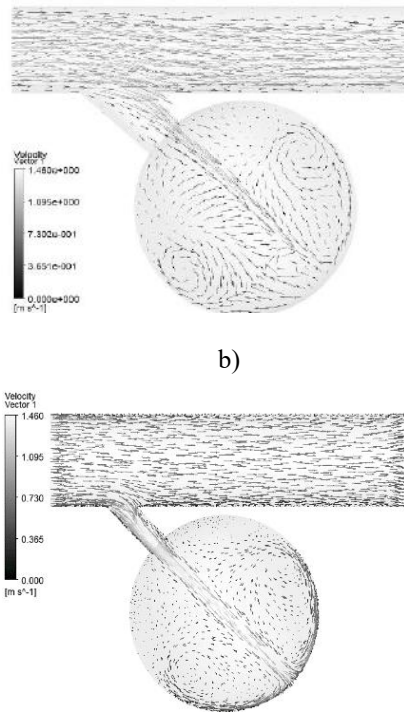 Velocity
Vector 1
1.460e+000
1.095e+000
7.302e-001
3.651e-001
0.000e+000
[m s^-1]
b)
Velocity
Vector 1
1.460
1.095
0.730
0.365
0.000
[m s^-1]